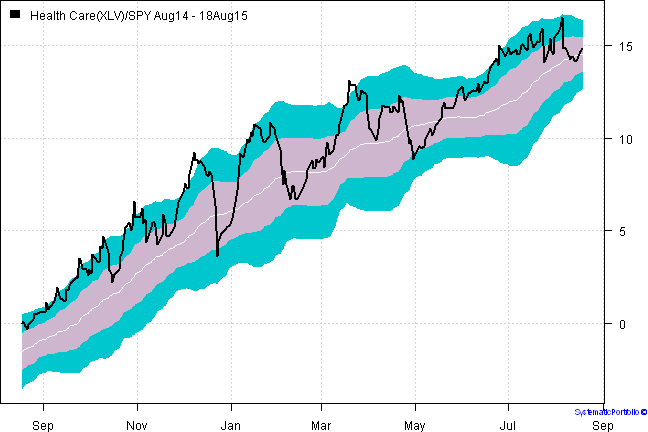 Health Care(XLV)/SPY Aug14 - 18Aug15
15
10
5
0
SystematicPortfolio ©
Sep Nov Jan Mar May Jul Sep